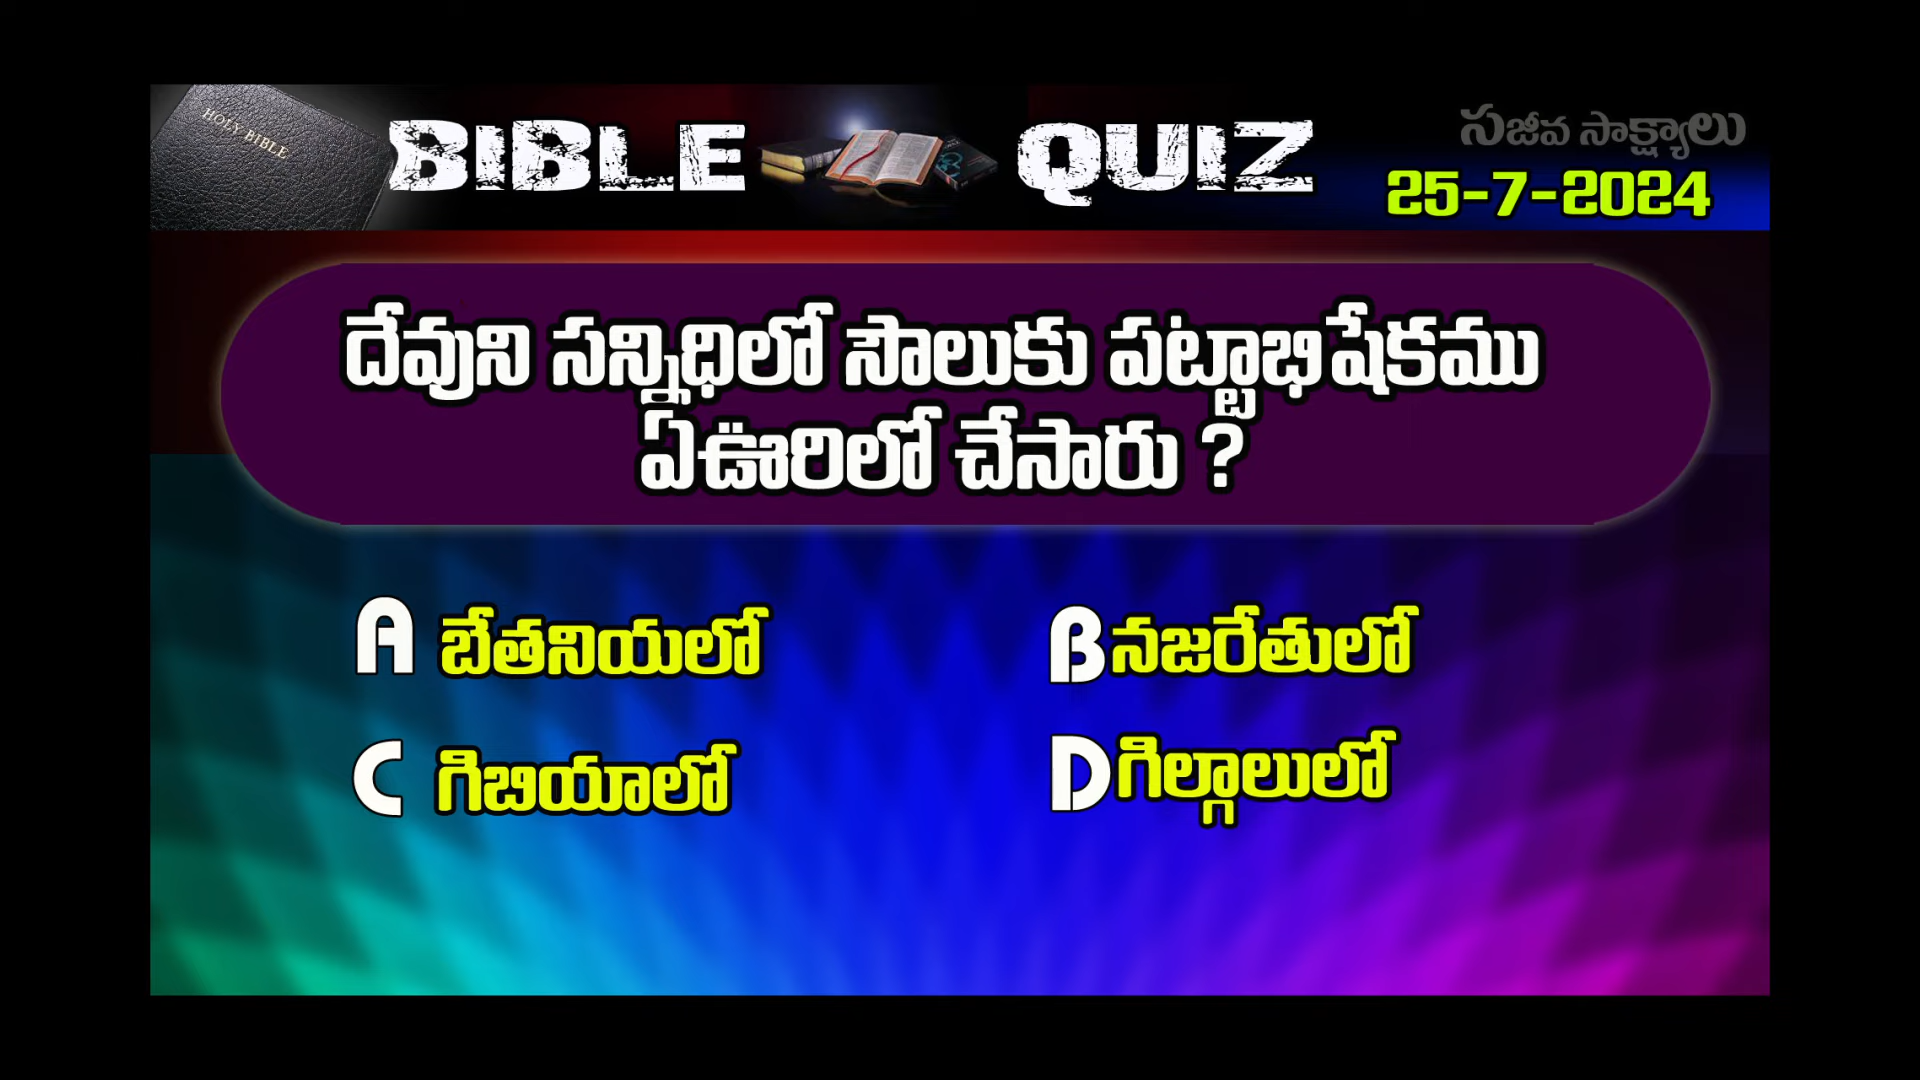 HOLY BIBLE
BIBLE QUIZ
సజీవ సాక్ష్యాలు
25-7-2024
దేవుని సన్నిధిలో సౌలుకు పట్టాభిషేకము
ఏఊరిలో చేసారు ?
A బేతనియలో
B నజరేతులో
C గిబియాలో
D గిల్గాలులో